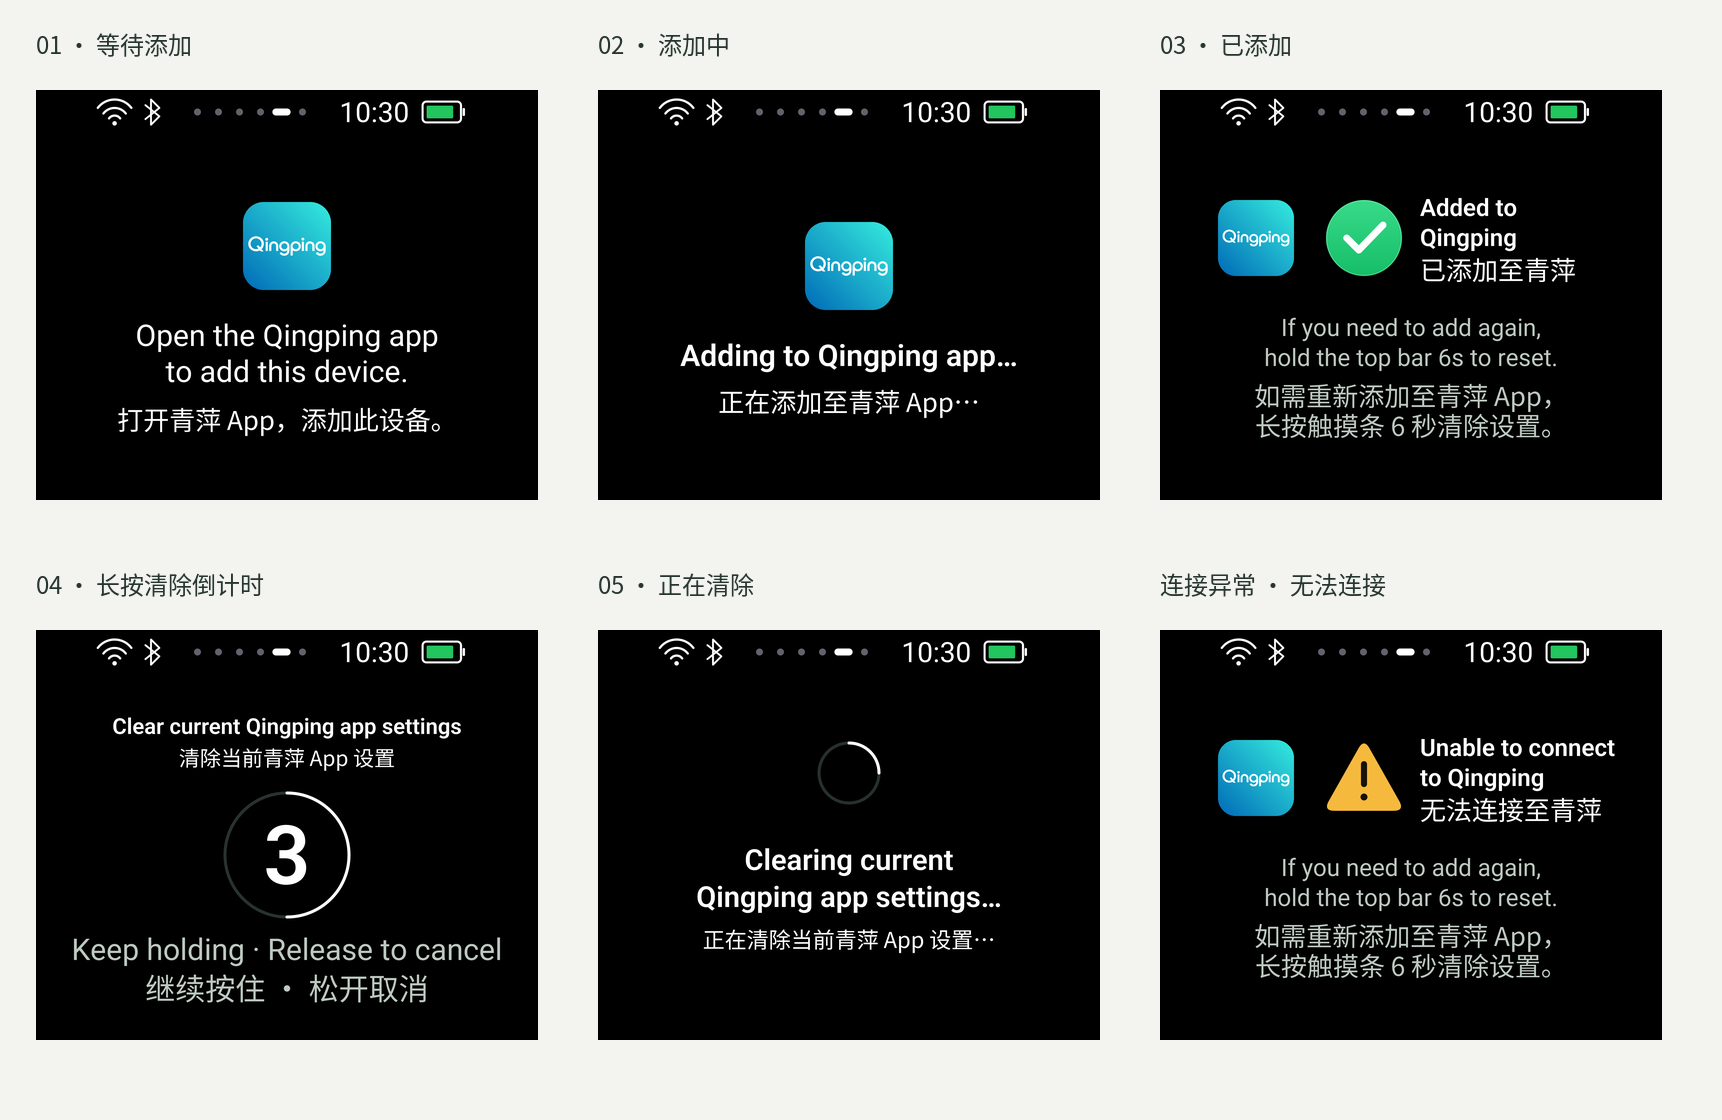 01 · 等待添加
10:30
Qingping
Open the Qingping app
to add this device.
打开青萍 App，添加此设备。
02 · 添加中
10:30
Qingping
Adding to Qingping app...
正在添加至青萍 App···
03 · 已添加
10:30
Qingping
Added to
Qingping
已添加至青萍
If you need to add again,
hold the top bar 6s to reset.
如需重新添加至青萍 App，
长按触摸条 6 秒清除设置。
04 · 长按清除倒计时
10:30
Clear current Qingping app settings
清除当前青萍 App 设置
3
Keep holding · Release to cancel
继续按住 · 松开取消
05 · 正在清除
10:30
Clearing current
Qingping app settings...
正在清除当前青萍 App 设置···
连接异常 · 无法连接
10:30
Qingping
Unable to connect
to Qingping
无法连接至青萍
If you need to add again,
hold the top bar 6s to reset.
如需重新添加至青萍 App，
长按触摸条 6 秒清除设置。